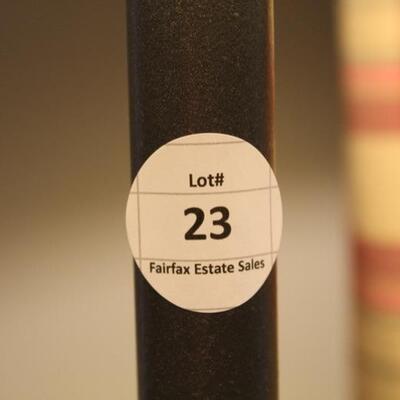 Lot#
23
Fairfax Estate Sales